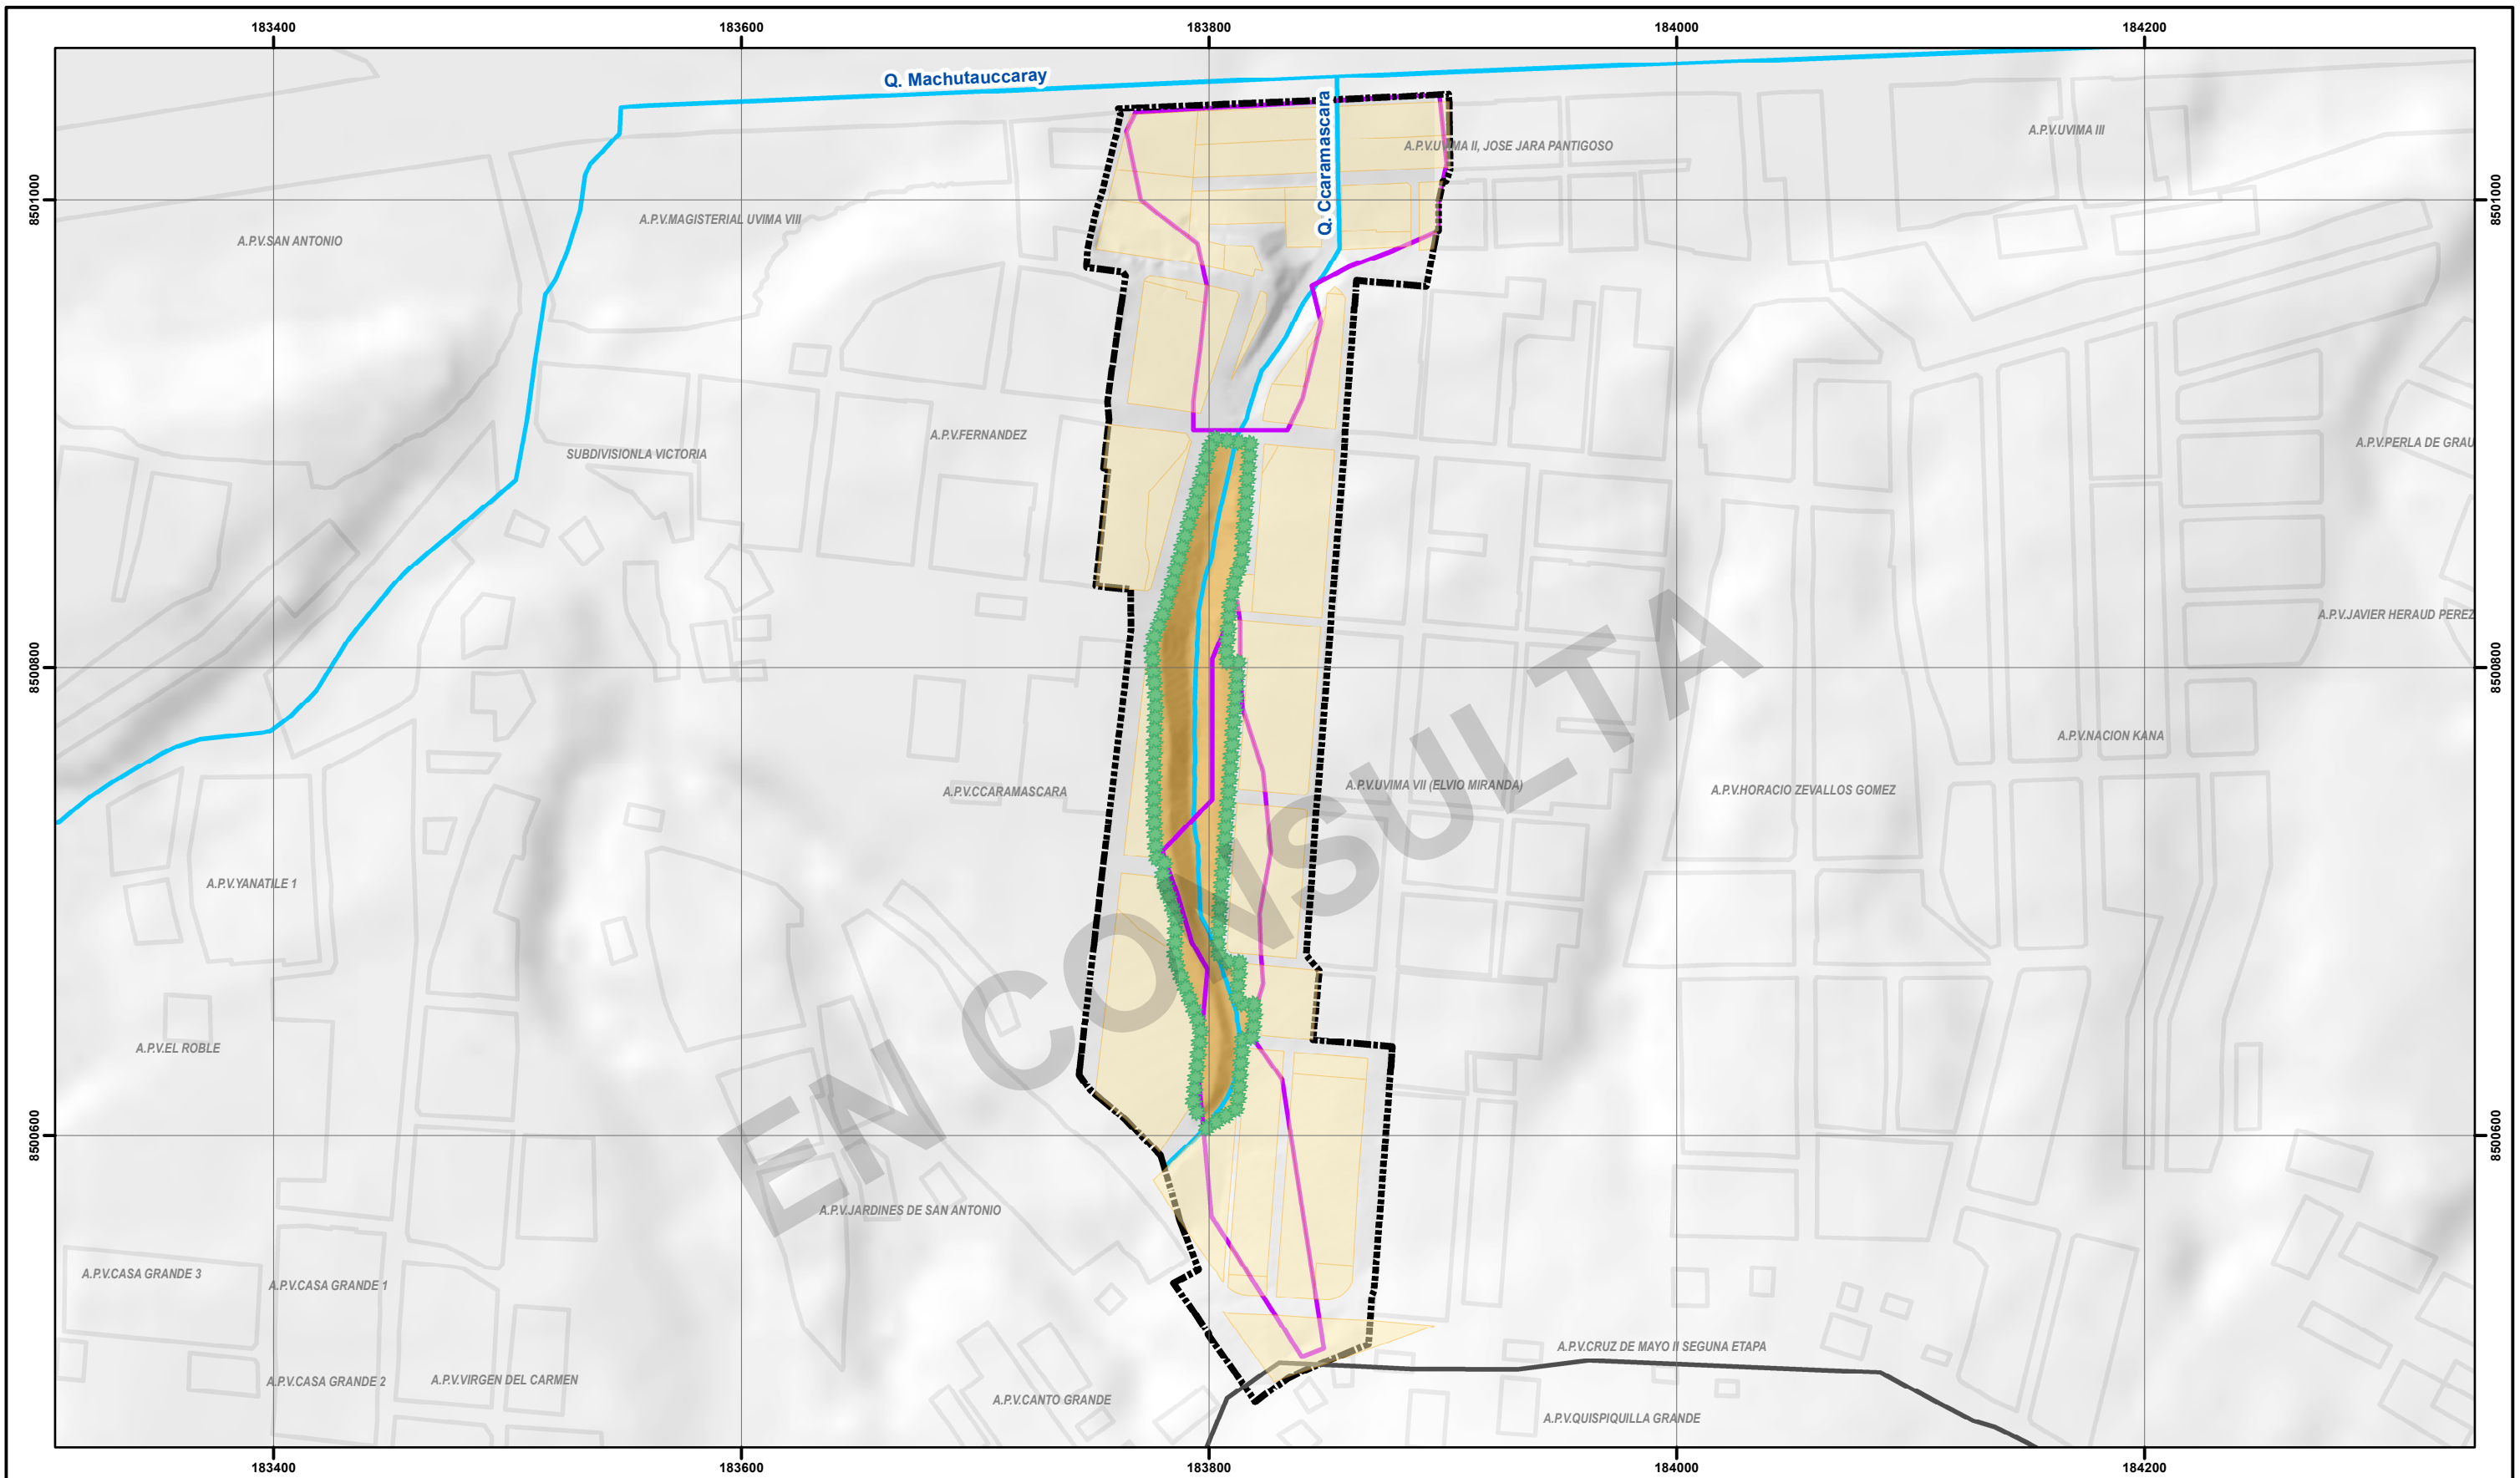 183400 183600 183800 184000 184200
Q. Machutauccaray
Q. Ccaramascara
A.P.V.UVIMA III
A.P.V.UVIMA II, JOSE JARA PANTIGOSO
8501000 8501000
A.P.V.MAGISTERIAL UVIMA VIII
A.P.V.SAN ANTONIO
A.P.V.FERNANDEZ
A.P.V.PERLA DE GRAU
SUBDIVISIONLA VICTORIA
A.P.V.JAVIER HERAUD PEREZ
8500800 8500800
A.P.V.NACION KANA
A.P.V.CCARAMASCARA
A.P.V.UVIMA VII (ELVIO MIRANDA)
A.P.V.HORACIO ZEVALLOS GOMEZ
EN CONSULTA
A.P.V.YANATILE 1
A.P.V.EL ROBLE
8500600 8500600
A.P.V.JARDINES DE SAN ANTONIO
A.P.V.CASA GRANDE 3
A.P.V.CASA GRANDE 1
A.P.V.CRUZ DE MAYO II SEGUNA ETAPA
A.P.V.CASA GRANDE 2
A.P.V.VIRGEN DEL CARMEN
A.P.V.CANTO GRANDE
A.P.V.QUISPIQUILLA GRANDE
183400 183600 183800 184000 184200